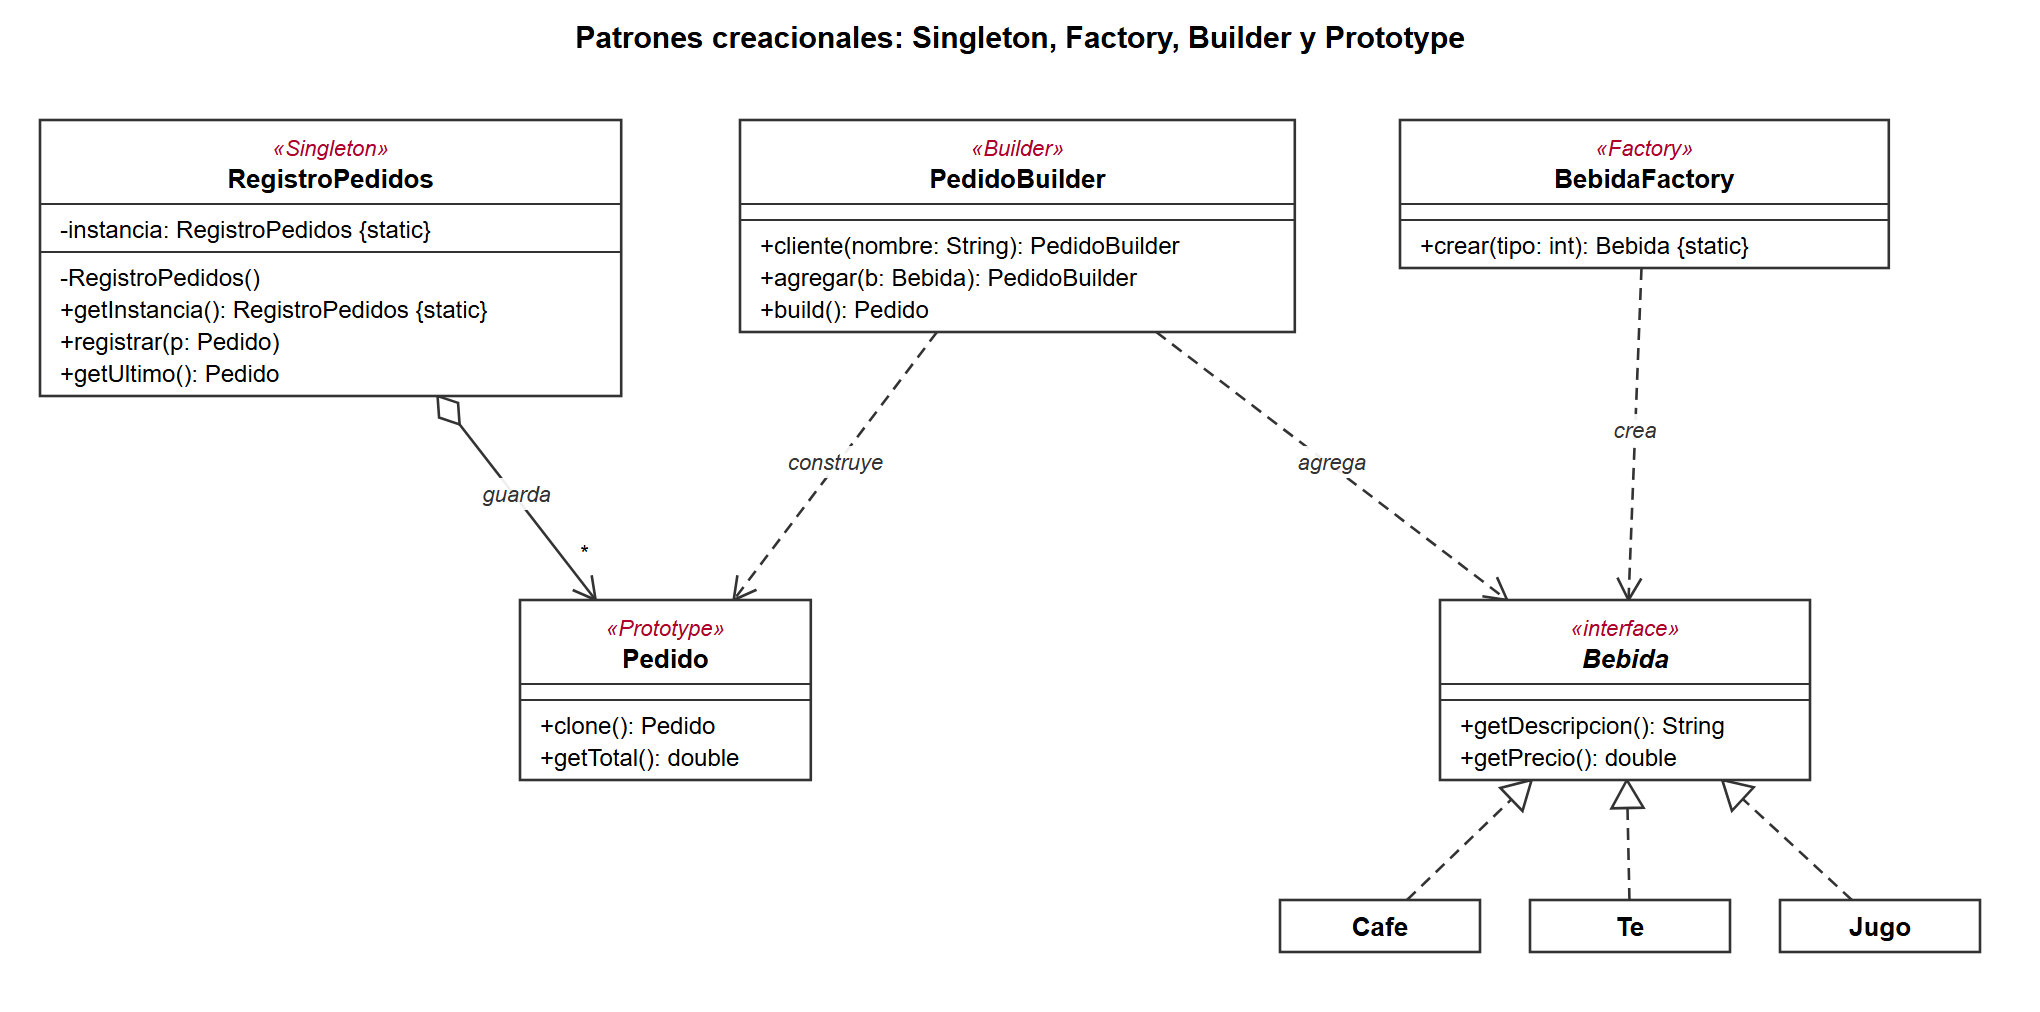 Patrones creacionales: Singleton, Factory, Builder y Prototype
«Singleton»
RegistroPedidos
-instancia: RegistroPedidos {static}
-RegistroPedidos()
+getInstancia(): RegistroPedidos {static}
+registrar(p: Pedido)
+getUltimo(): Pedido
«Builder»
PedidoBuilder
+cliente(nombre: String): PedidoBuilder
+agregar(b: Bebida): PedidoBuilder
+build(): Pedido
«Factory»
BebidaFactory
+crear(tipo: int): Bebida {static}
guarda
*
construye
agrega
crea
«Prototype»
Pedido
+clone(): Pedido
+getTotal(): double
«interface»
Bebida
+getDescripcion(): String
+getPrecio(): double
Cafe
Te
Jugo